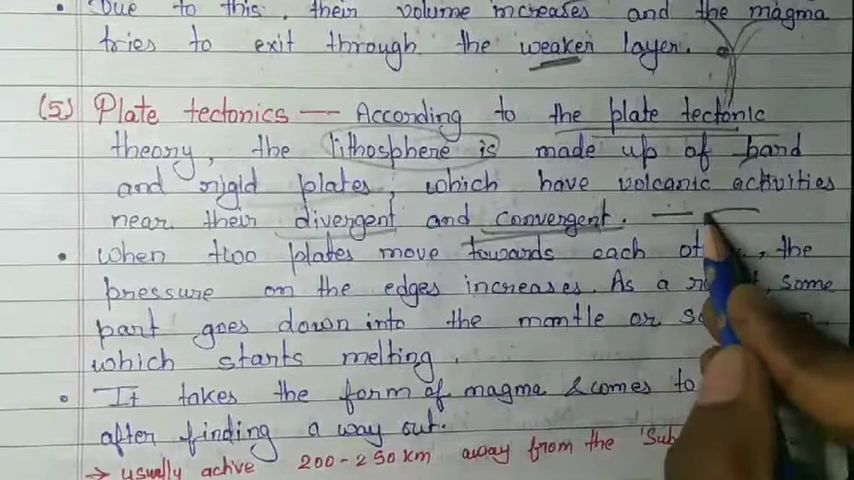 • Due to this, their volume increases and the magma
tries to exit through the weaker layer.
(5) Plate tectonics — According to the plate tectonic
theory, the lithosphere is made up of hard
and rigid plates, which have volcanic activities
near their divergent and convergent.
• when two plates move towards each the
pressure on the edges increases. As a some
part goes down into the mantle or
which starts melting.
• It takes the form of magma & comes to
after finding a way out.
→ usually active 200-250 km away from the